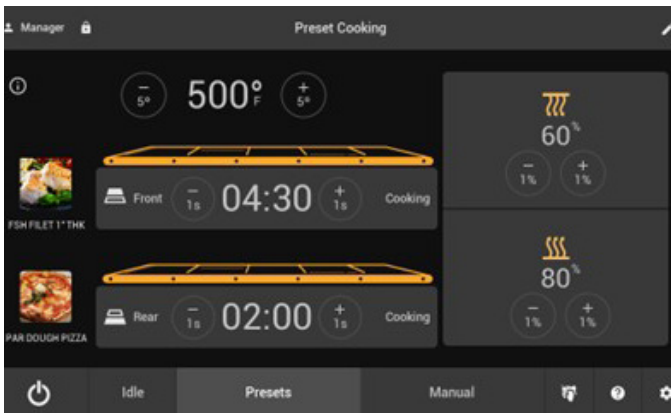 Manager
Preset Cooking
− 5°
500°F
+ 5°
60%
− 1%
+ 1%
FSH FILET 1" THK
Front
− 1s
04:30
+ 1s
Cooking
80%
− 1%
+ 1%
PAR DOUGH PIZZA
Rear
− 1s
02:00
+ 1s
Cooking
Idle
Presets
Manual